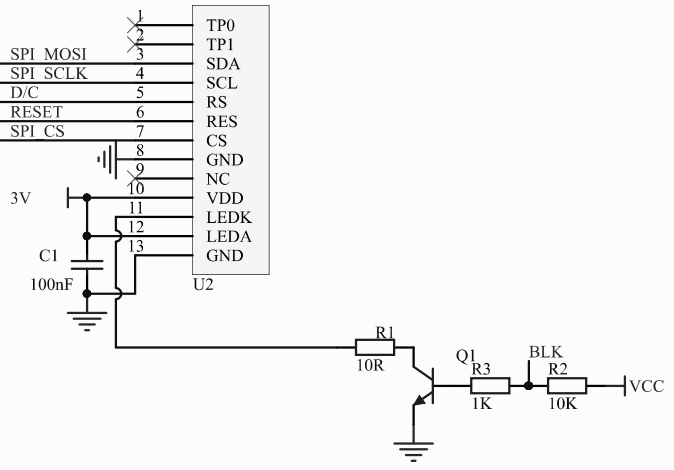 1 TP0
2 TP1
SPI_MOSI 3 SDA
SPI_SCLK 4 SCL
D/C 5 RS
RESET 6 RES
SPI_CS 7 CS
8 GND
9 NC
3V 10 VDD
11 LEDK
12 LEDA
C1 13 GND
100nF U2
R1
10R
Q1 BLK
R3 R2
VCC
1K 10K